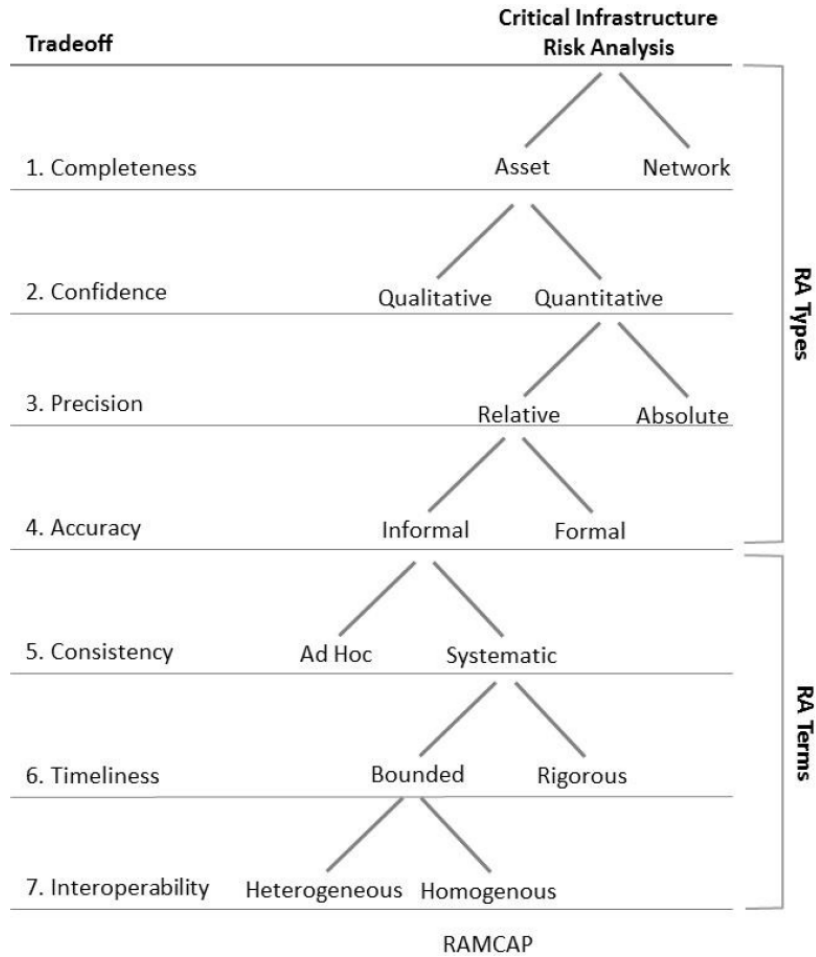 Tradeoff
Critical Infrastructure
Risk Analysis
1. Completeness
Asset
Network
2. Confidence
Qualitative
Quantitative
3. Precision
Relative
Absolute
4. Accuracy
Informal
Formal
RA Types
5. Consistency
Ad Hoc
Systematic
6. Timeliness
Bounded
Rigorous
7. Interoperability
Heterogeneous
Homogenous
RA Terms
RAMCAP